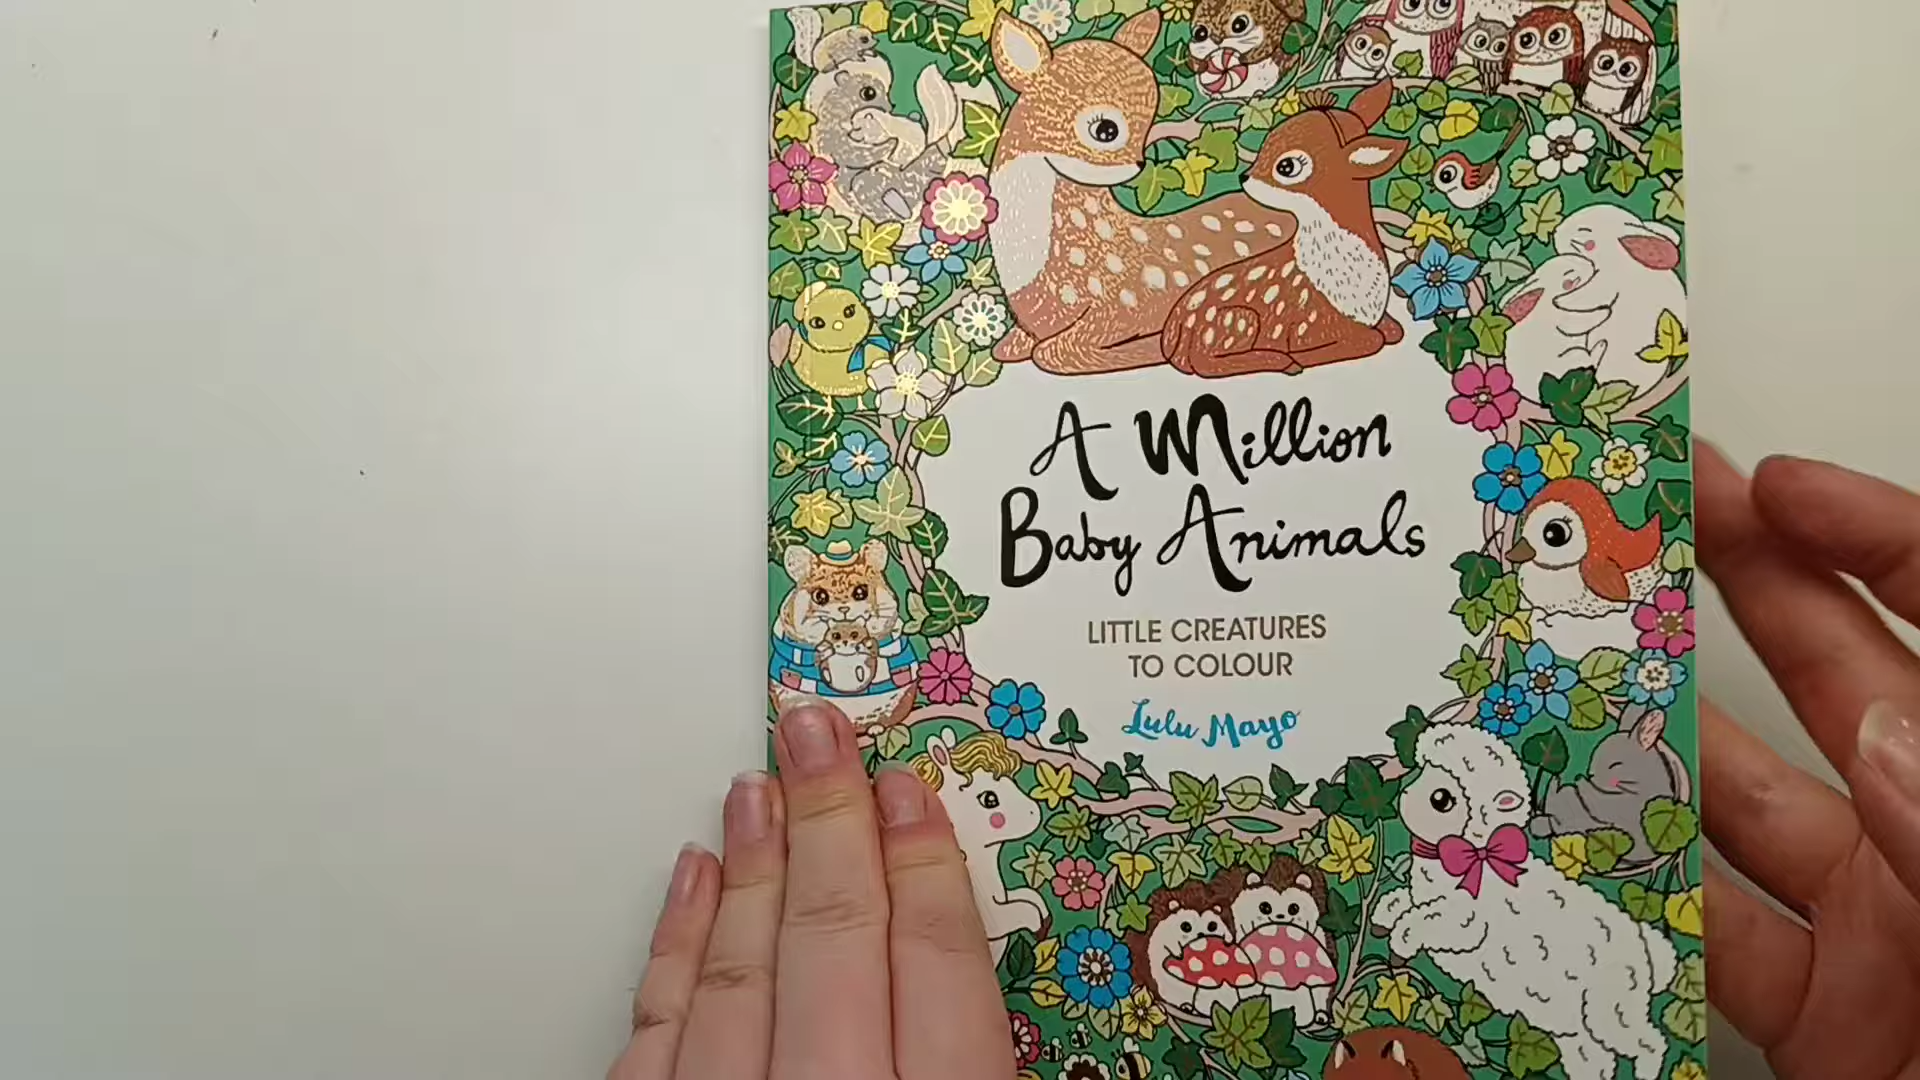 A Million
Baby Animals
LITTLE CREATURES
TO COLOUR
Lulu Mayo